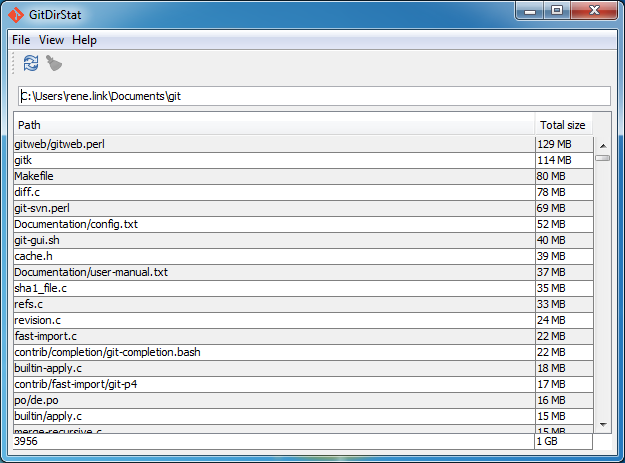 GitDirStat
File View Help
C:\Users\rene.link\Documents\git
Path Total size
gitweb/gitweb.perl 129 MB
gitk 114 MB
Makefile 80 MB
diff.c 78 MB
git-svn.perl 69 MB
Documentation/config.txt 52 MB
git-gui.sh 40 MB
cache.h 39 MB
Documentation/user-manual.txt 37 MB
sha1_file.c 35 MB
refs.c 33 MB
revision.c 24 MB
fast-import.c 22 MB
contrib/completion/git-completion.bash 22 MB
builtin-apply.c 18 MB
contrib/fast-import/git-p4 17 MB
po/de.po 16 MB
builtin/apply.c 15 MB
merge-recursive.c 15 MB
3956 1 GB